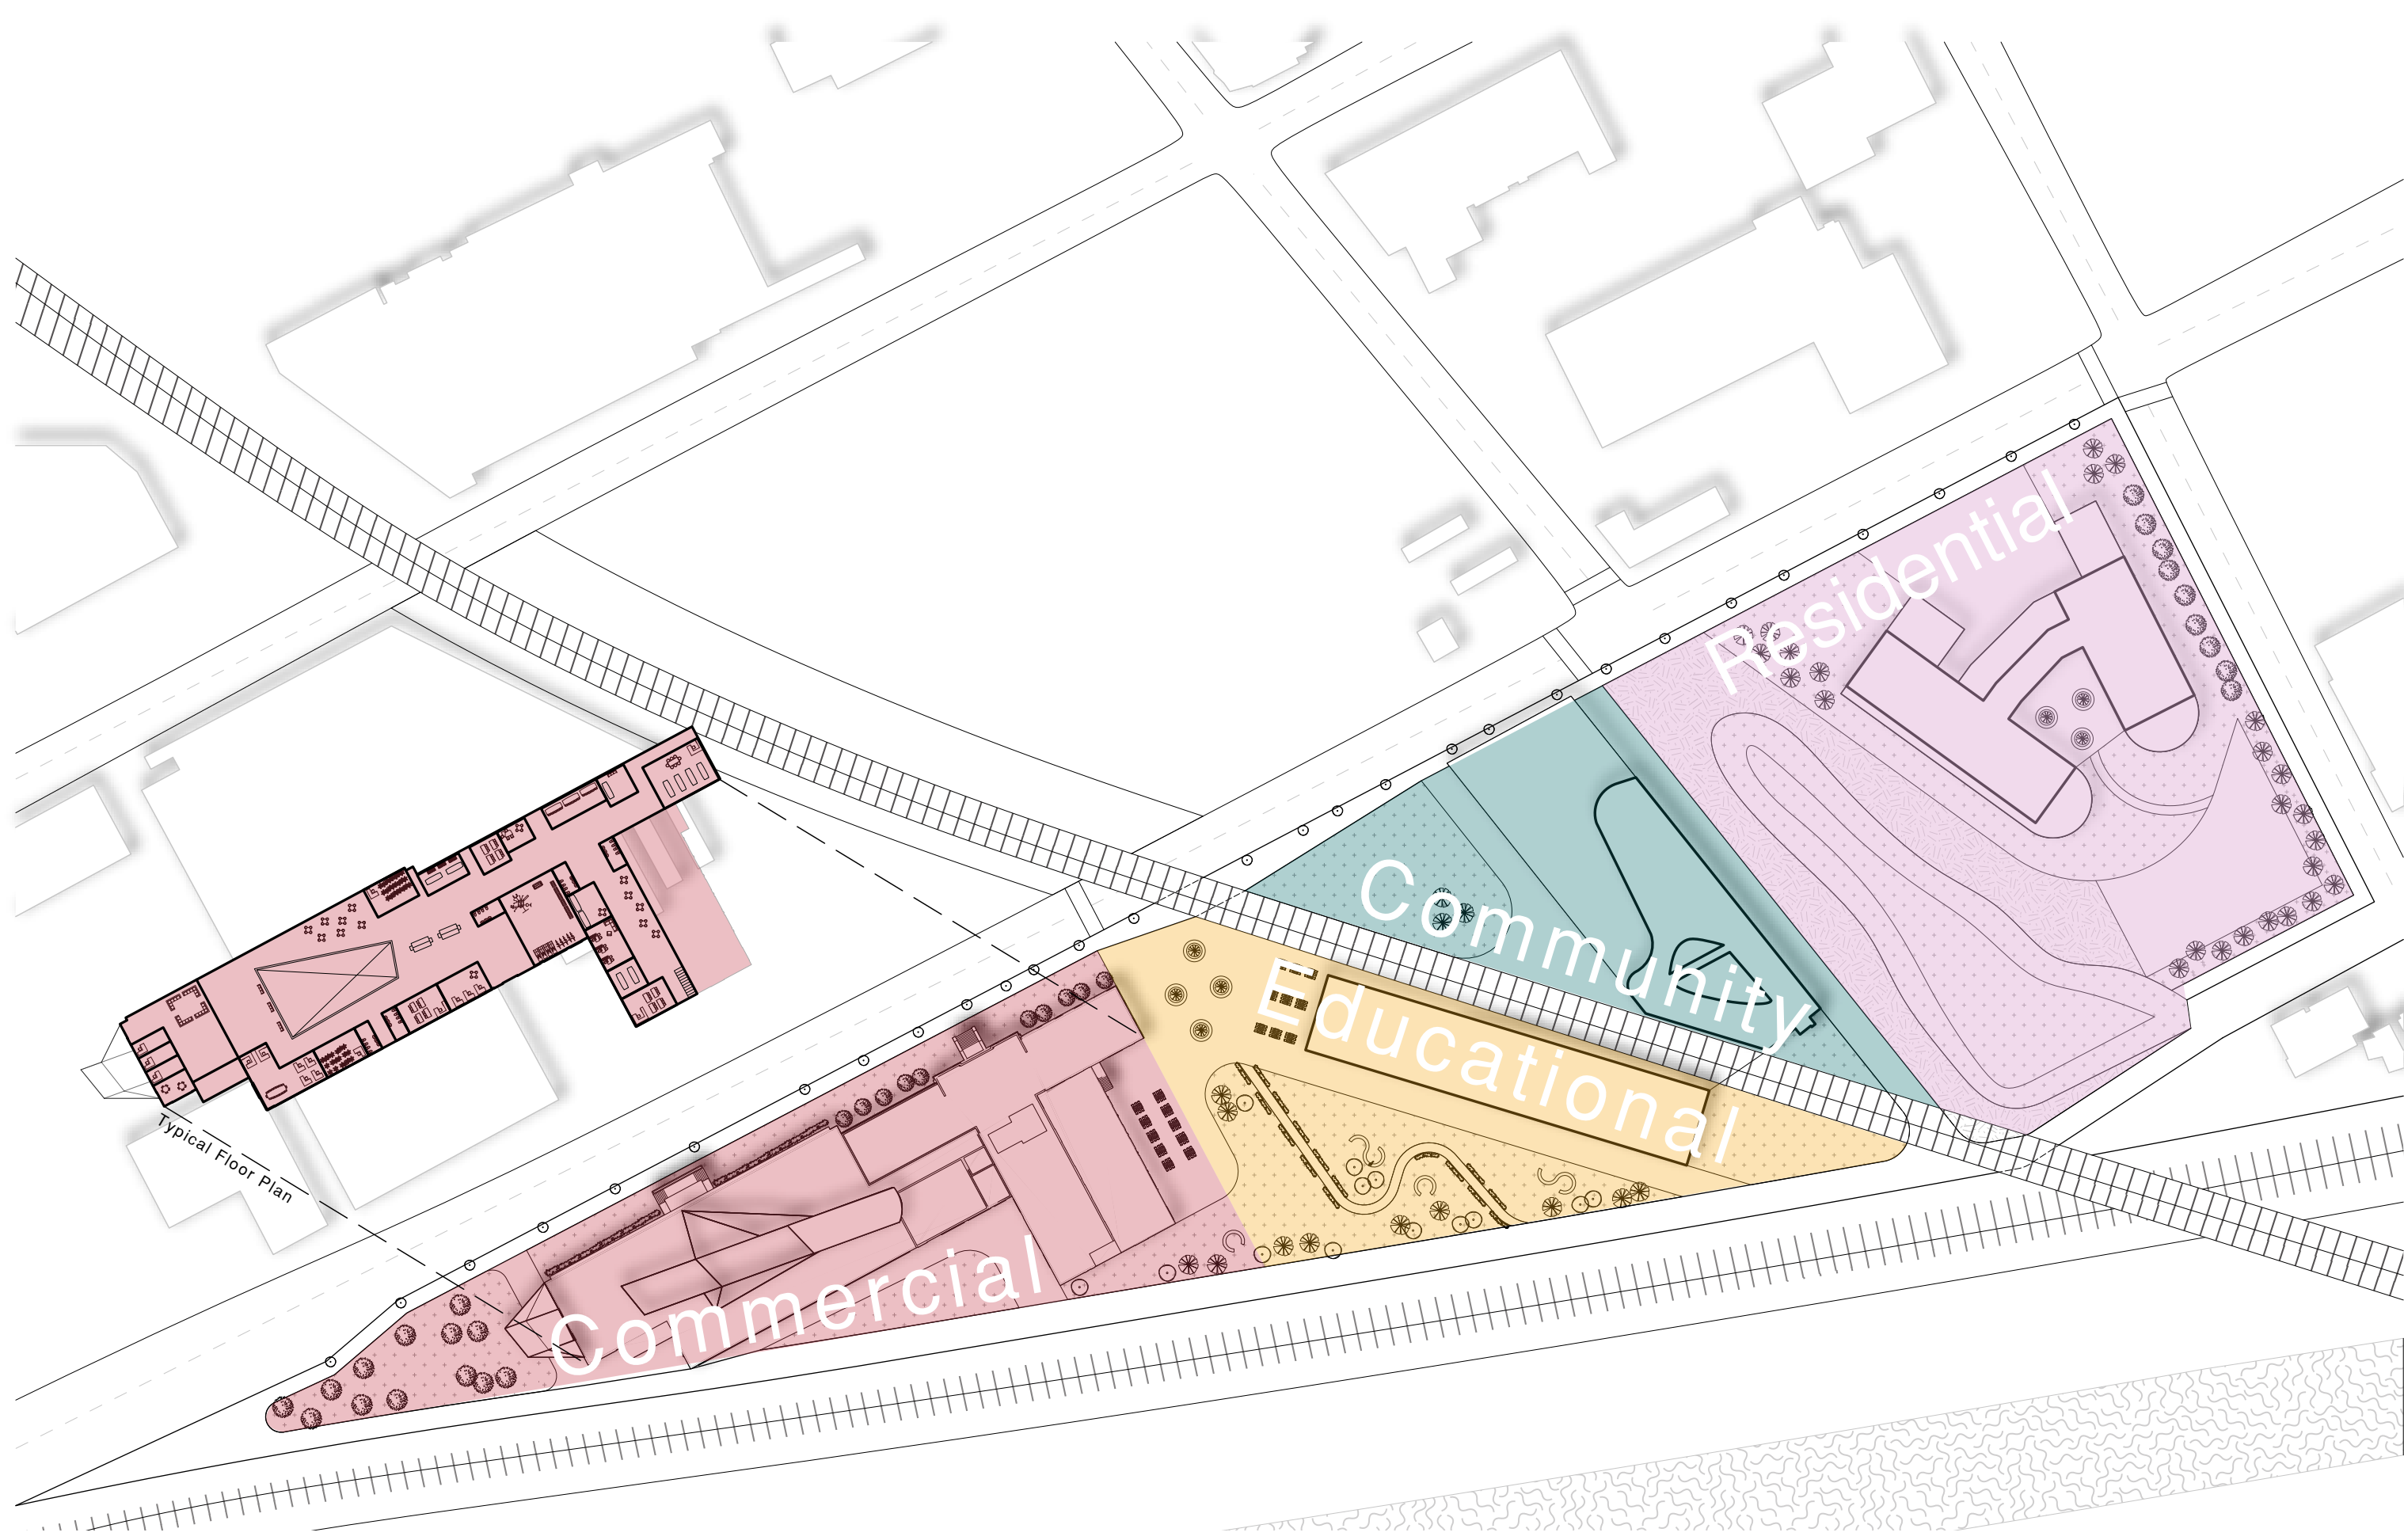 Residential
Community
Educational
Typical Floor Plan
Commercial